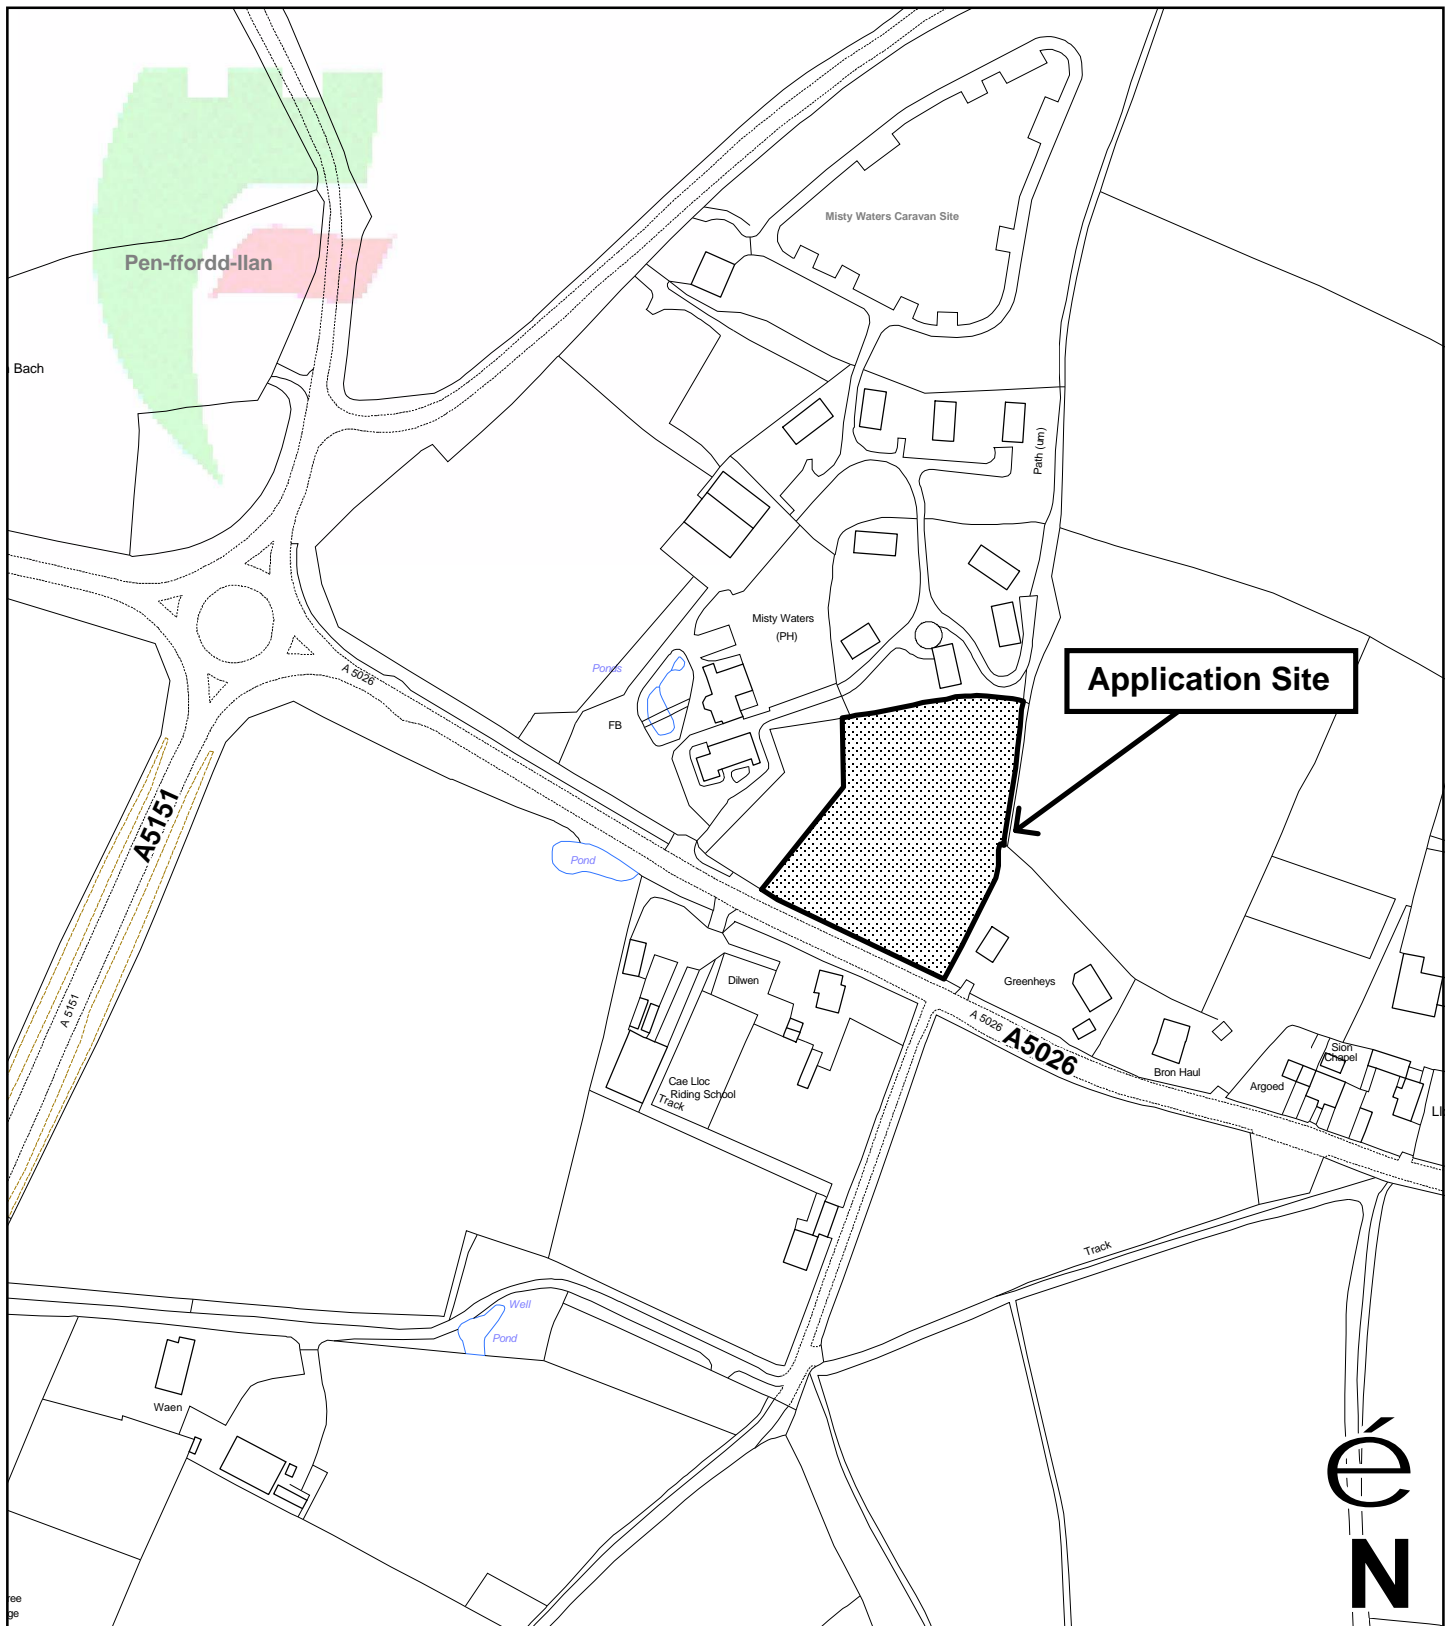 Misty Waters Caravan Site
Pen-ffordd-llan
Bach
Path (um)
Misty Waters
(PH)
Ponds
A 5026
FB
Application Site
A5151
Pond
Dilwen
Greenheys
A 5151
A 5026
A5026
Sion
Chapel
Bron Haul
Argoed
Cae Lloc
Riding School
Track
Track
Well
Pond
Waen
é
N